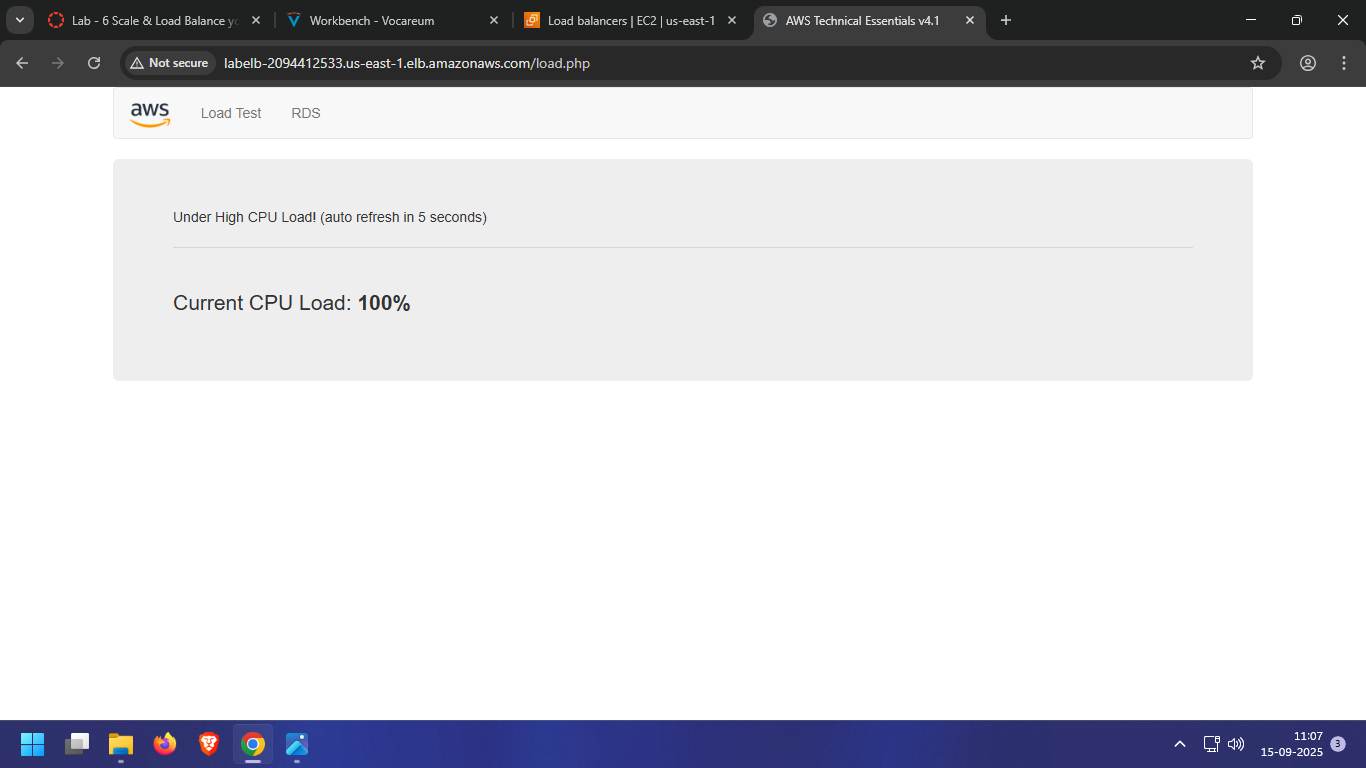 Lab - 6 Scale & Load Balance yo
Workbench - Vocareum
Load balancers | EC2 | us-east-1
AWS Technical Essentials v4.1
Not secure
labelb-2094412533.us-east-1.elb.amazonaws.com/load.php
aws
Load Test
RDS
Under High CPU Load! (auto refresh in 5 seconds)
Current CPU Load: 100%
11:07
15-09-2025
3